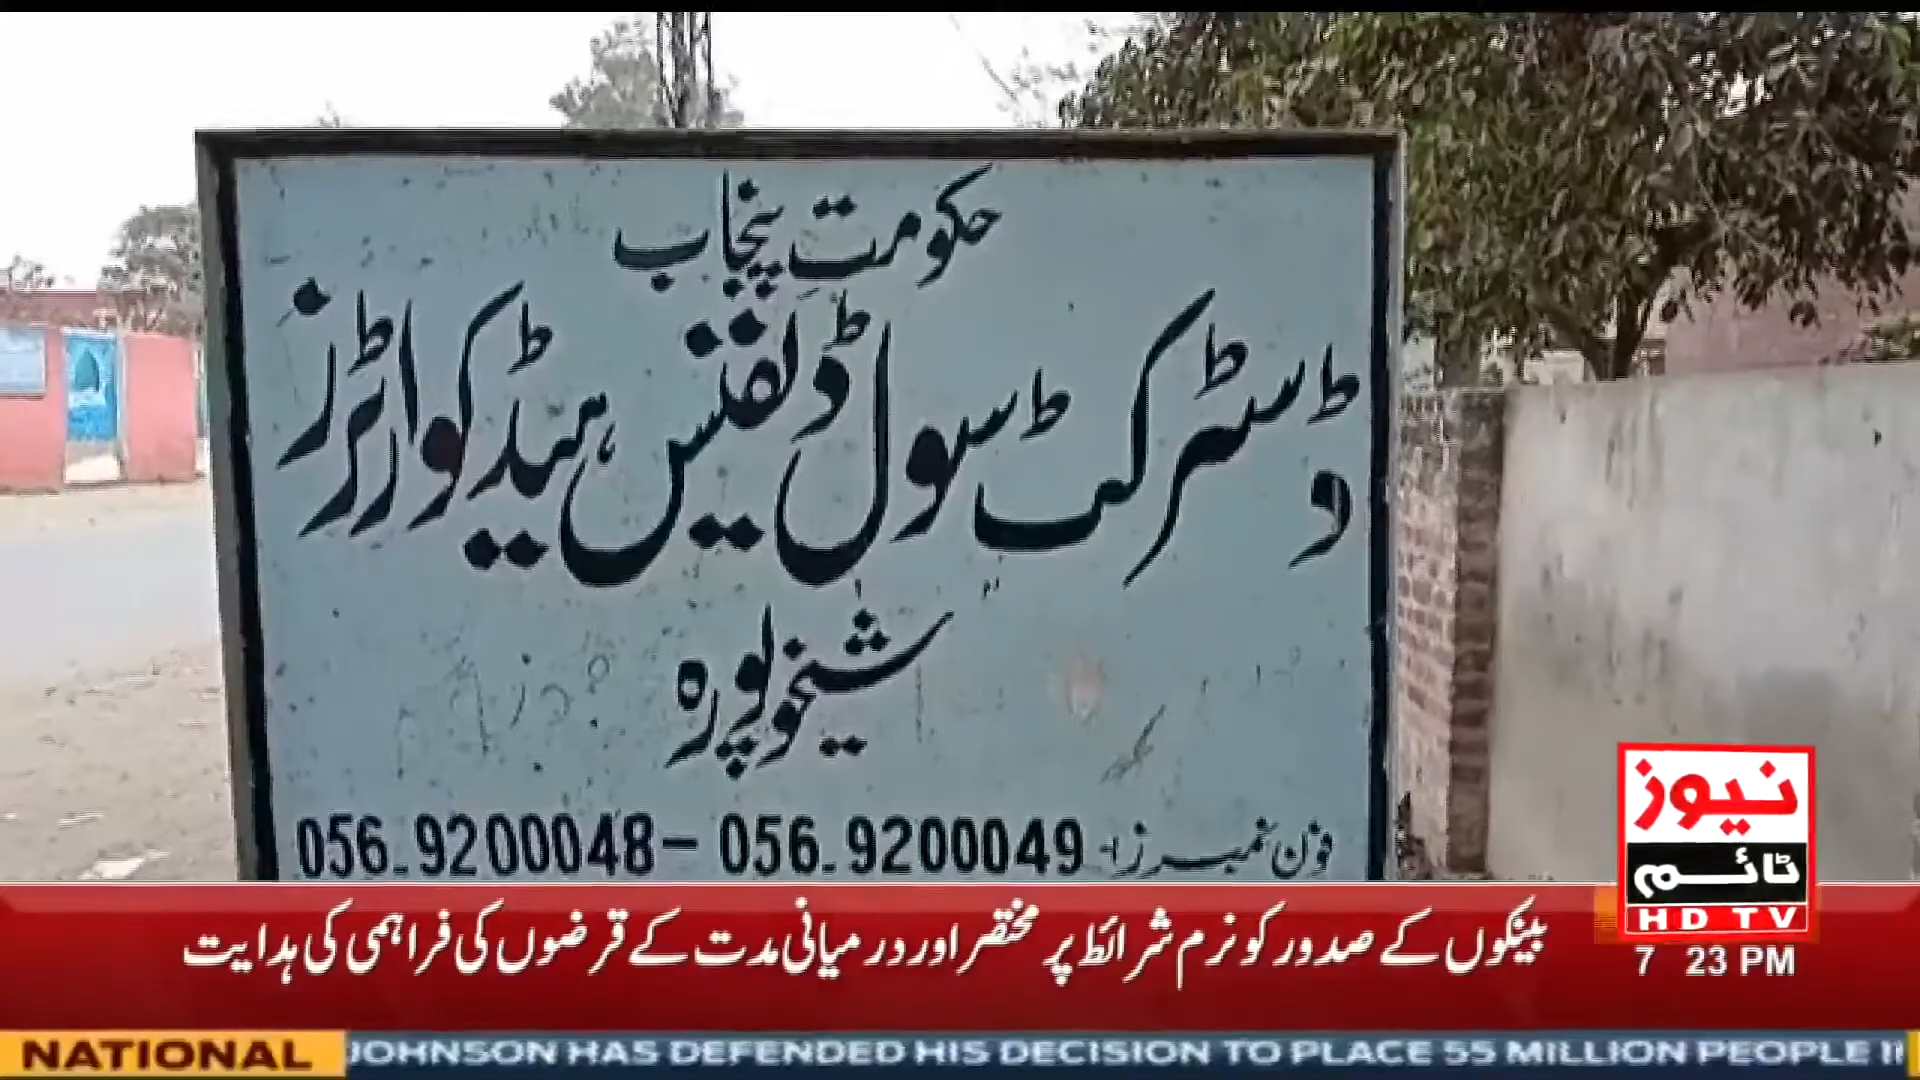 حکومتِ پنجاب
ڈسٹرکٹ سول ڈیفنس ہیڈکوارٹرز
شیخوپورہ
فون نمبرز:- 056.9200049 – 056.9200048
نیوز
ٹائم
HD TV
بینکوں کے صدور کو نرم شرائط پر مختصر اور درمیانی مدت کے قرضوں کی فراہمی کی ہدایت
7 23 PM
NATIONAL JOHNSON HAS DEFENDED HIS DECISION TO PLACE 55 MILLION PEOPLE